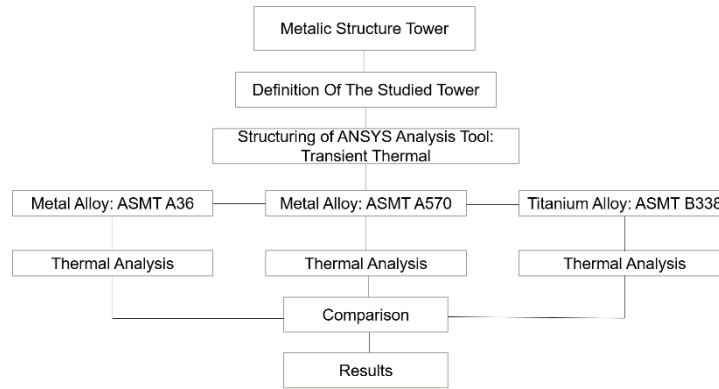 Metalic Structure Tower
Definition Of The Studied Tower
Structuring of ANSYS Analysis Tool:
Transient Thermal
Metal Alloy: ASMT A36
Metal Alloy: ASMT A570
Titanium Alloy: ASMT B338
Thermal Analysis
Thermal Analysis
Thermal Analysis
Comparison
Results